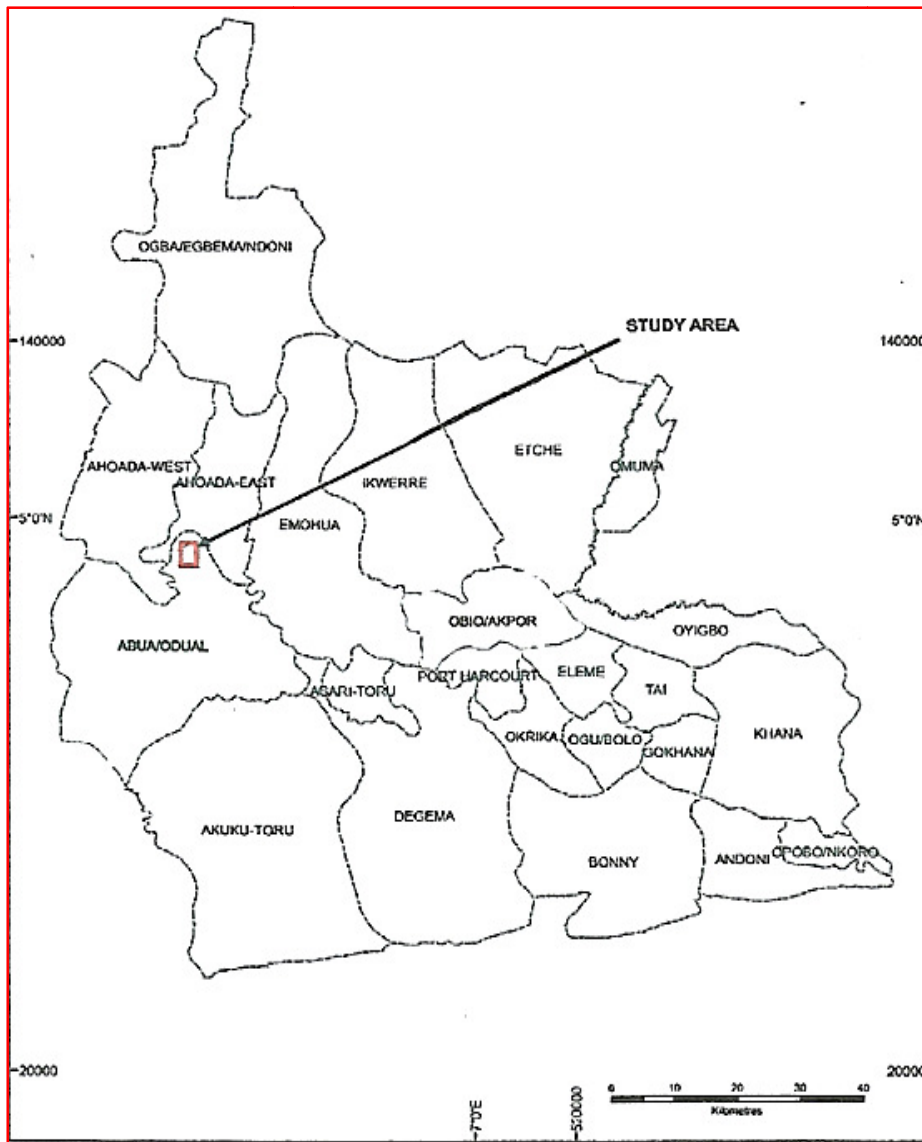 OGBA/EGBEMA/NDONI
STUDY AREA
140000
140000
ETCHE
AHOADA-WEST
AHOADA-EAST
IKWERRE
OMUMA
5°0'N
5°0'N
EMOHUA
OBIO/AKPOR
OYIGBO
ABUA/ODUAL
PORT HARCOURT
ELEME
ASARI-TORU
TAI
OKRIKA
OGU/BOLO
KHANA
GOKHANA
DEGEMA
AKUKU-TORU
BONNY
ANDONI
OPOBO/NKORO
20000
20000
0 10 20 30 40
Kilometres
7°0'E
520000